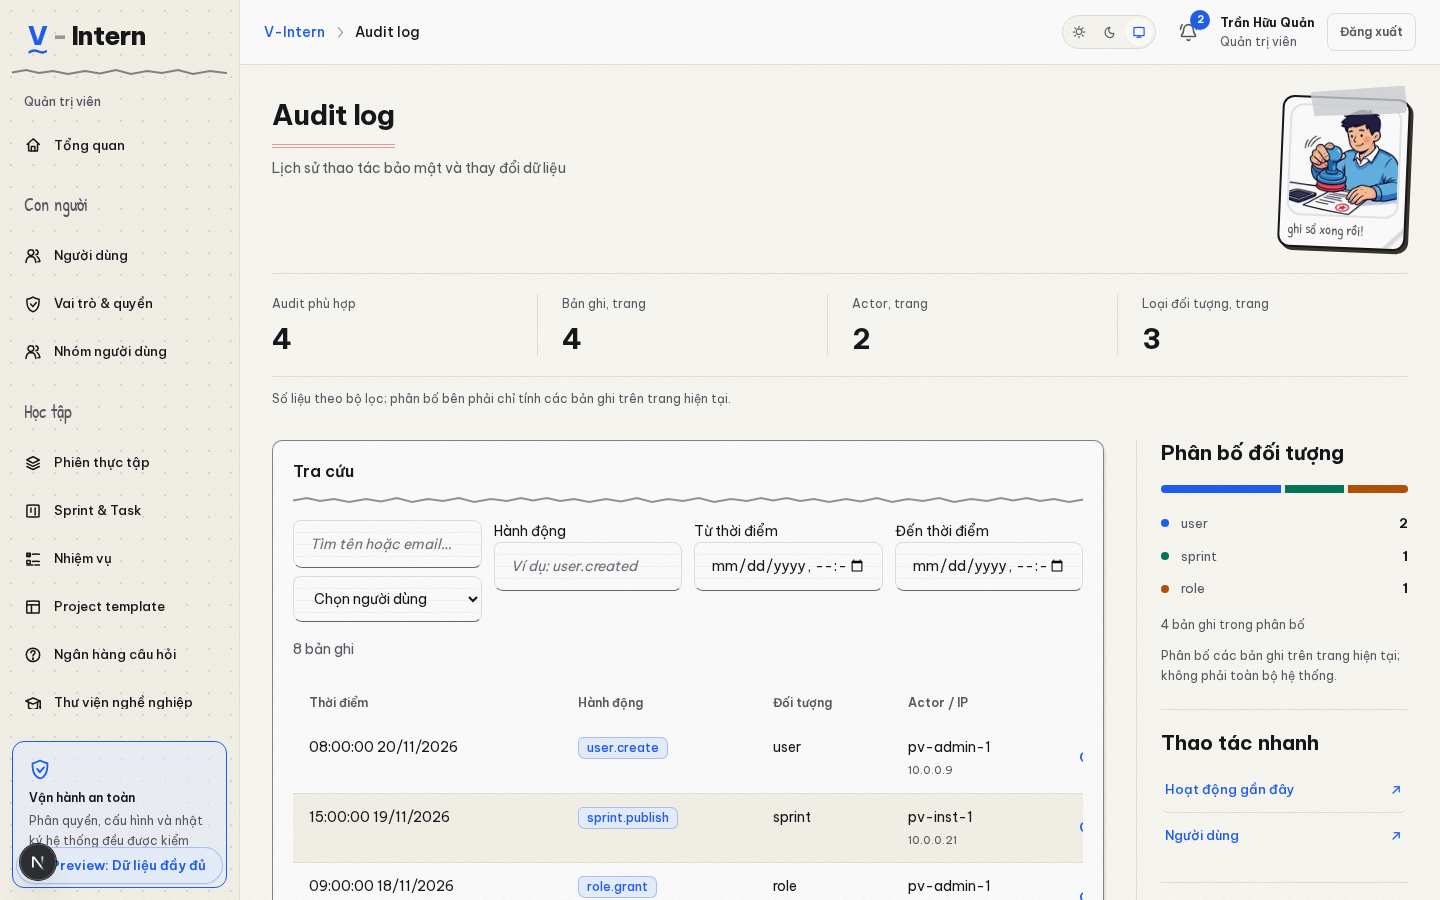 V - Intern
Quản trị viên
Tổng quan
Con người
Người dùng
Vai trò & quyền
Nhóm người dùng
Học tập
Phiên thực tập
Sprint & Task
Nhiệm vụ
Project template
Ngân hàng câu hỏi
Thư viện nghề nghiệp
Vận hành an toàn
Phân quyền, cấu hình và nhật
ký hệ thống đều được kiểm
Preview: Dữ liệu đầy đủ
N
V-Intern > Audit log
2
Trần Hữu Quản
Quản trị viên
Đăng xuất
Audit log
Lịch sử thao tác bảo mật và thay đổi dữ liệu
ghi sổ xong rồi!
Audit phù hợp
4
Bản ghi, trang
4
Actor, trang
2
Loại đối tượng, trang
3
Số liệu theo bộ lọc; phân bố bên phải chỉ tính các bản ghi trên trang hiện tại.
Tra cứu
Tìm tên hoặc email...
Chọn người dùng
Hành động
Ví dụ: user.created
Từ thời điểm
mm/dd/yyyy, --:--
Đến thời điểm
mm/dd/yyyy, --:--
8 bản ghi
Thời điểm Hành động Đối tượng Actor / IP
08:00:00 20/11/2026 user.create user pv-admin-1
10.0.0.9
15:00:00 19/11/2026 sprint.publish sprint pv-inst-1
10.0.0.21
09:00:00 18/11/2026 role.grant role pv-admin-1
Phân bố đối tượng
user 2
sprint 1
role 1
4 bản ghi trong phân bố
Phân bố các bản ghi trên trang hiện tại;
không phải toàn bộ hệ thống.
Thao tác nhanh
Hoạt động gần đây
Người dùng